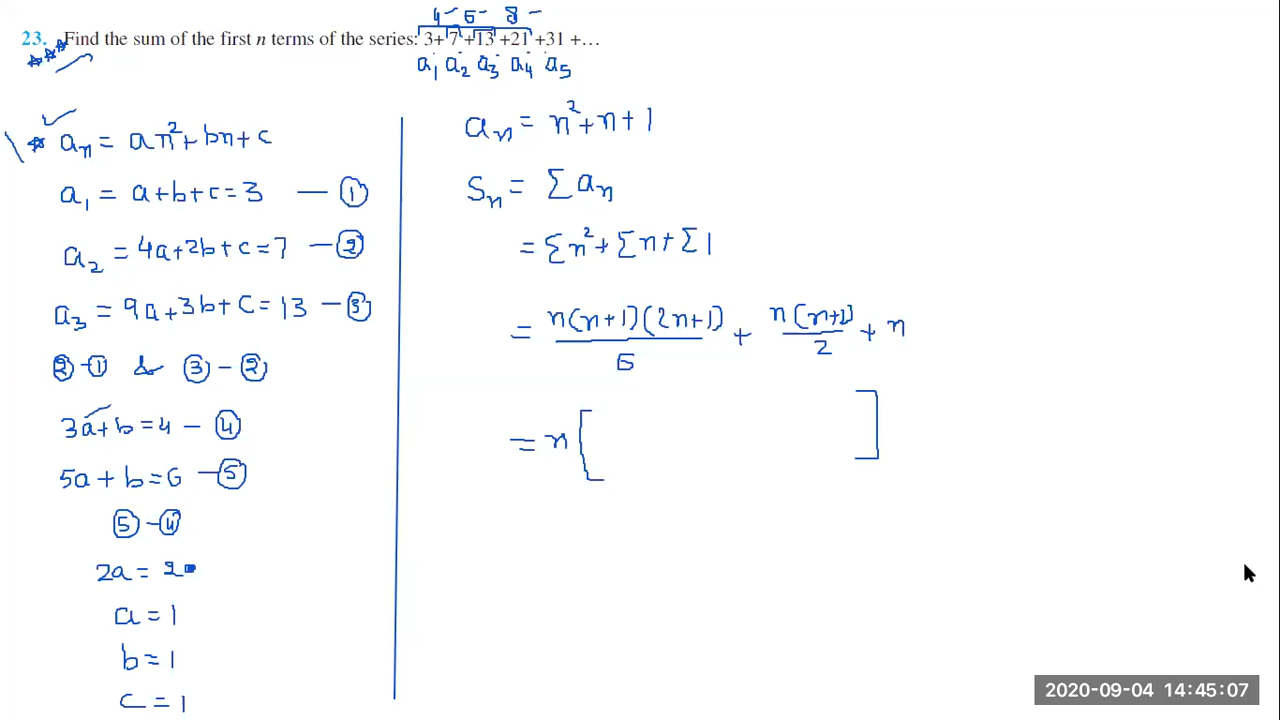 4 6 8
23. Find the sum of the first n terms of the series: 3+ 7 +13 +21 +31 +…
a₁ a₂ a₃ a₄ a₅
aₙ = an² + bn + c
a₁ = a + b + c = 3 — ①
a₂ = 4a + 2b + c = 7 — ②
a₃ = 9a + 3b + c = 13 — ③
② - ① & ③ - ②
3a + b = 4 — ④
5a + b = 6 — ⑤
⑤ - ④
2a = 2
a = 1
b = 1
c = 1
aₙ = n² + n + 1
Sₙ = Σ aₙ
= Σ n² + Σ n + Σ 1
= n(n+1)(2n+1)/6 + n(n+1)/2 + n
= n [ ]
2020-09-04 14:45:07